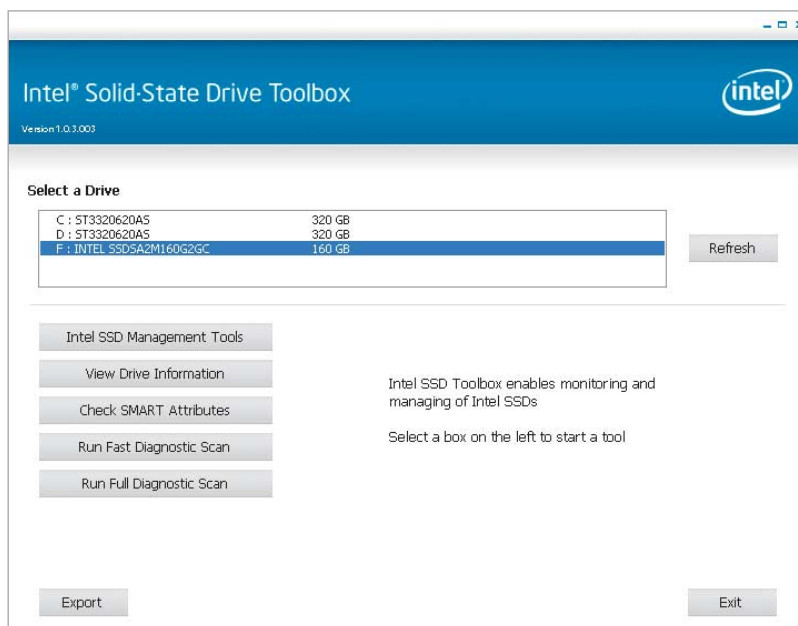 Intel® Solid-State Drive Toolbox
intel
Version 1.0.3.003
Select a Drive
C : ST3320620AS 320 GB
D : ST3320620AS 320 GB
F : INTEL SSDSA2M160G2GC 160 GB
Refresh
Intel SSD Management Tools
View Drive Information
Check SMART Attributes
Run Fast Diagnostic Scan
Run Full Diagnostic Scan
Intel SSD Toolbox enables monitoring and
managing of Intel SSDs
Select a box on the left to start a tool
Export
Exit